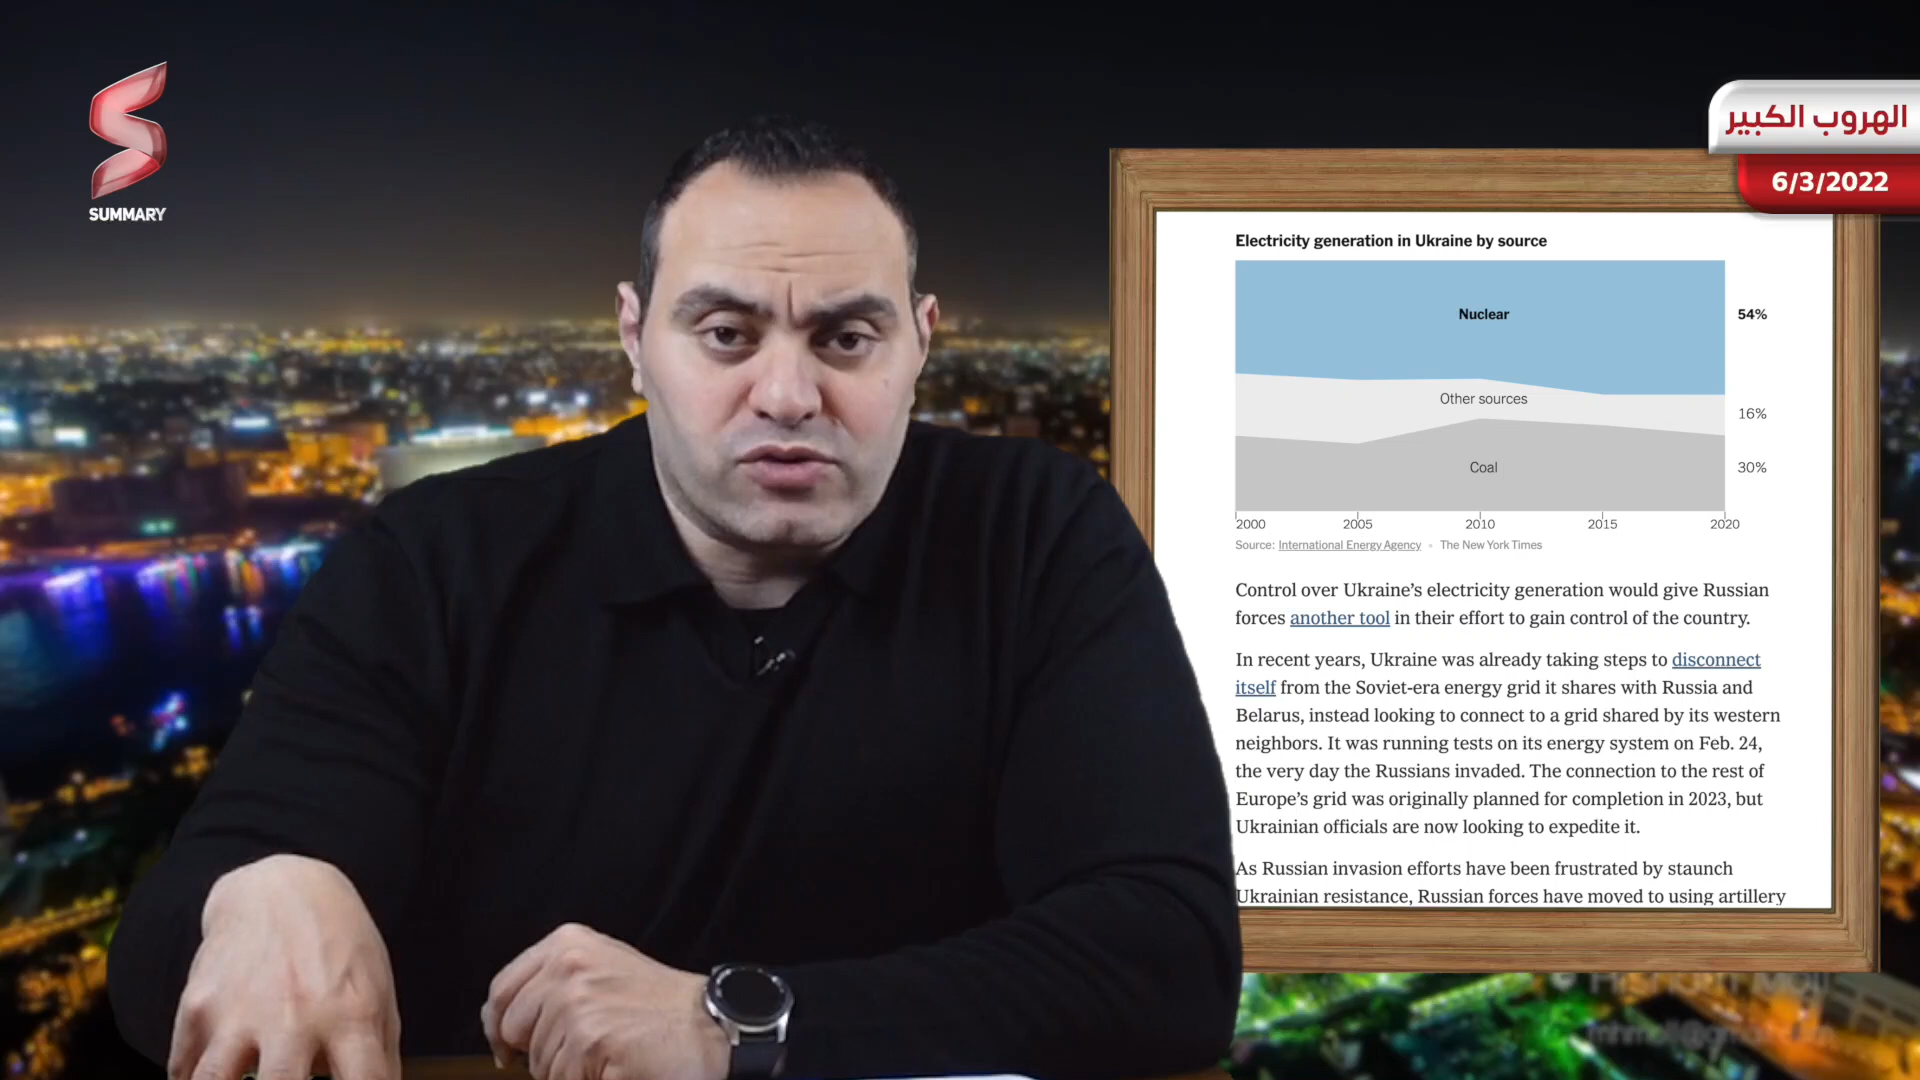 SUMMARY
الهروب الكبير
6/3/2022
Electricity generation in Ukraine by source
Nuclear
54%
Other sources
16%
Coal
30%
2000 2005 2010 2015 2020
Source: International Energy Agency • The New York Times
Control over Ukraine’s electricity generation would give Russian
forces another tool in their effort to gain control of the country.
In recent years, Ukraine was already taking steps to disconnect
itself from the Soviet-era energy grid it shares with Russia and
Belarus, instead looking to connect to a grid shared by its western
neighbors. It was running tests on its energy system on Feb. 24,
the very day the Russians invaded. The connection to the rest of
Europe’s grid was originally planned for completion in 2023, but
Ukrainian officials are now looking to expedite it.
As Russian invasion efforts have been frustrated by staunch
Ukrainian resistance, Russian forces have moved to using artillery